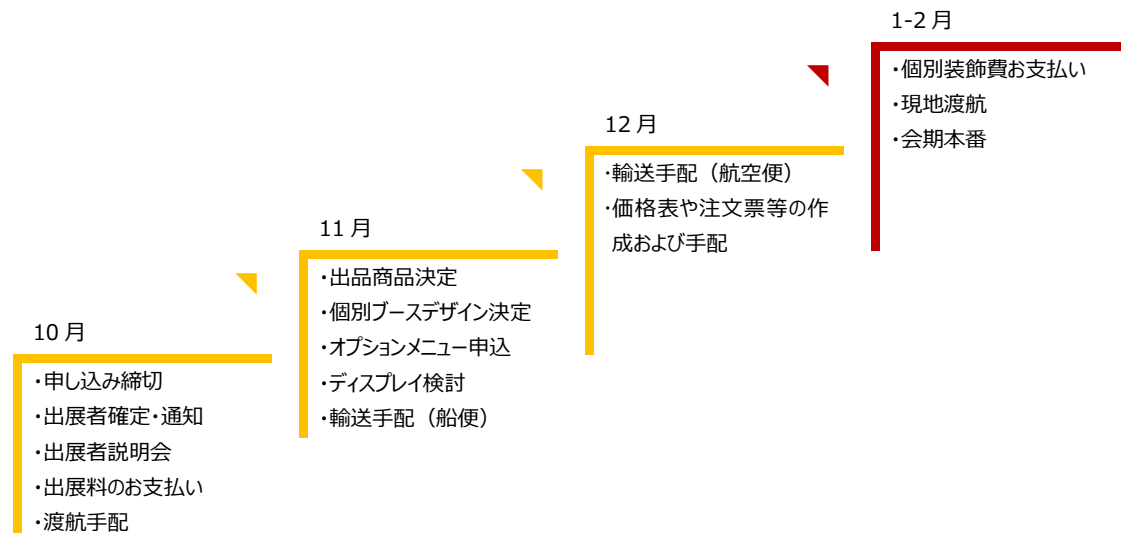 10 月
・申し込み締切
・出展者確定・通知
・出展者説明会
・出展料のお支払い
・渡航手配
11 月
・出品商品決定
・個別ブースデザイン決定
・オプションメニュー申込
・ディスプレイ検討
・輸送手配（船便）
12 月
・輸送手配（航空便）
・価格表や注文票等の作
成および手配
1-2 月
・個別装飾費お支払い
・現地渡航
・会期本番